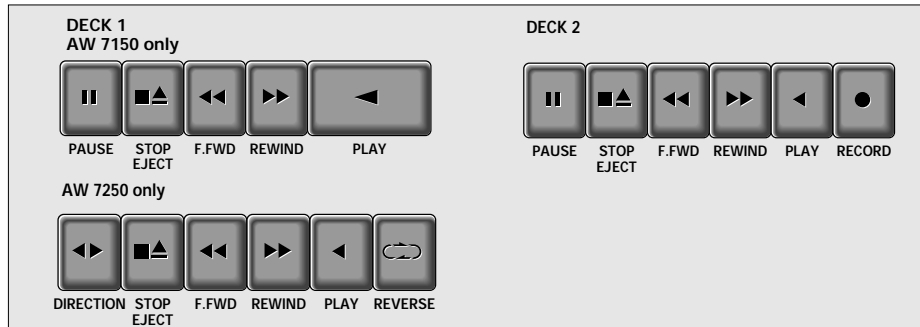 DECK 1
AW 7150 only
PAUSE STOP EJECT F.FWD REWIND PLAY
AW 7250 only
DIRECTION STOP EJECT F.FWD REWIND PLAY REVERSE
DECK 2
PAUSE STOP EJECT F.FWD REWIND PLAY RECORD